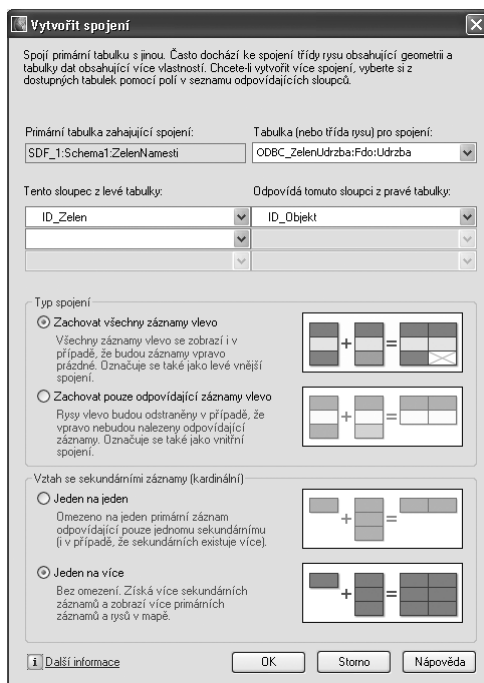 Vytvořit spojení
Spojí primární tabulku s jinou. Často dochází ke spojení třídy rysu obsahující geometrii a
tabulky dat obsahující více vlastností. Chcete-li vytvořit více spojení, vyberte si z
dostupných tabulek pomocí polí v seznamu odpovídajících sloupců.
Primární tabulka zahajující spojení:
Tabulka (nebo třída rysu) pro spojení:
SDF_1:Schema1:ZelenNamesti
ODBC_ZelenUdrzba:Fdo:Udrzba
Tento sloupec z levé tabulky:
Odpovídá tomuto sloupci z pravé tabulky:
ID_Zelen
ID_Objekt
Typ spojení
Zachovat všechny záznamy vlevo
Všechny záznamy vlevo se zobrazí i v
případě, že budou záznamy vpravo
prázdné. Označuje se také jako levé vnější
spojení.
Zachovat pouze odpovídající záznamy vlevo
Rysy vlevo budou odstraněny v případě, že
vpravo nebudou nalezeny odpovídající
záznamy. Označuje se také jako vnitřní
spojení.
Vztah se sekundárními záznamy (kardinální)
Jeden na jeden
Omezeno na jeden primární záznam
odpovídající pouze jednomu sekundárnímu
(i v případě, že sekundárních existuje více).
Jeden na více
Bez omezení. Získá více sekundárních
záznamů a zobrazí více primárních
záznamů a rysů v mapě.
i Další informace
OK
Storno
Nápověda